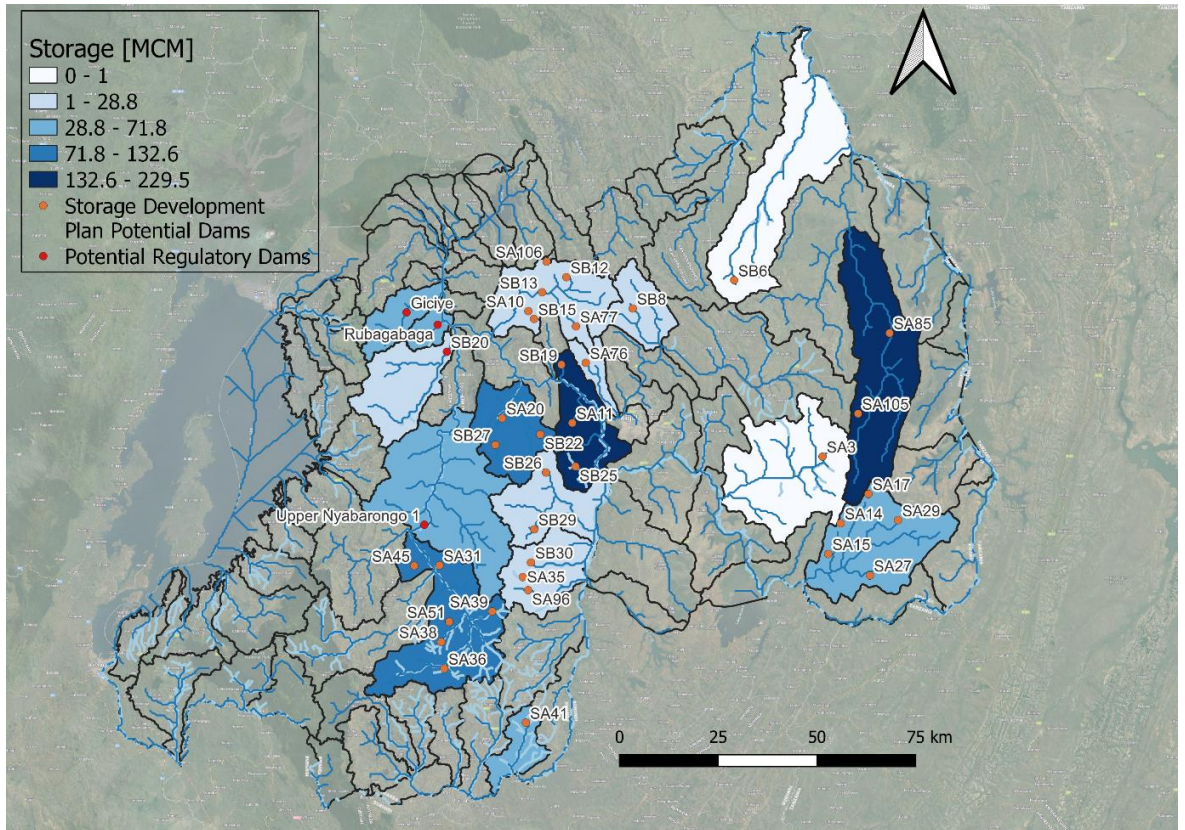 Storage [MCM]
0 - 1
1 - 28.8
28.8 - 71.8
71.8 - 132.6
132.6 - 229.5
Storage Development
Plan Potential Dams
Potential Regulatory Dams
SA106
SB12
SB6
SB13
SA10
SB15
SB8
Giciye
SA77
Rubagabaga
SA85
SB20
SB19
SA76
SA105
SA20
SA11
SB27
SB22
SA3
SB26
SB25
SA17
Upper Nyabarongo 1
SB29
SA14
SA29
SA45
SA31
SB30
SA15
SA35
SA27
SA96
SA39
SA51
SA38
SA36
SA41
0 25 50 75 km